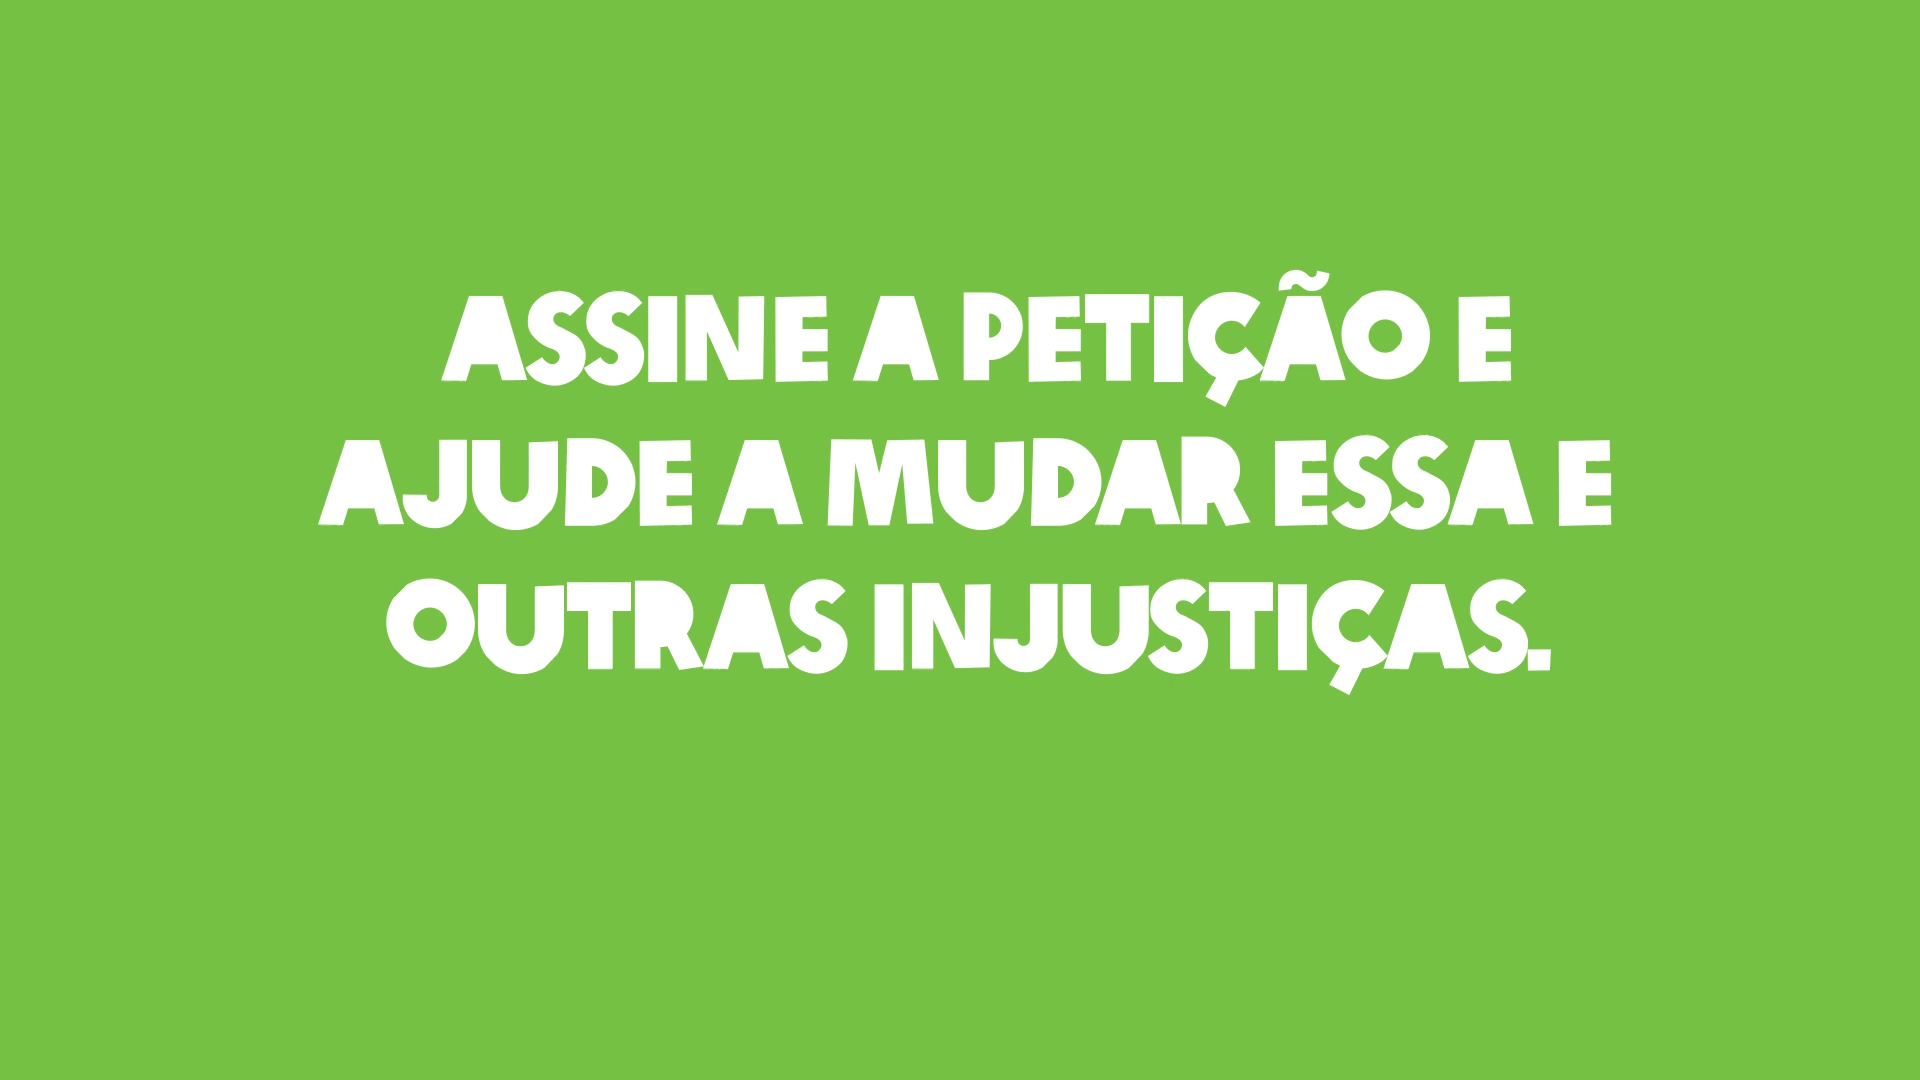 ASSINE A PETIÇÃO E
AJUDE A MUDAR ESSA E
OUTRAS INJUSTIÇAS.